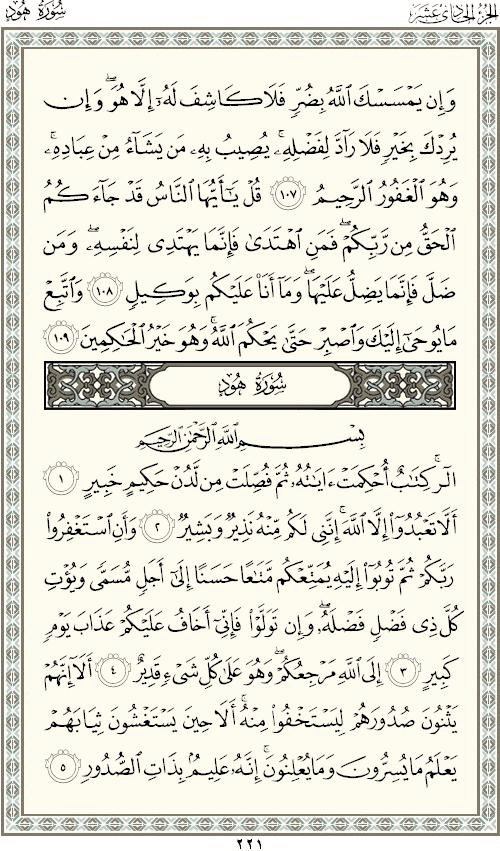 الجزء الحادي عشر
سورة هود
وَإِن يَمْسَسْكَ ٱللَّهُ بِضُرٍّ فَلَا كَاشِفَ لَهُۥٓ إِلَّا هُوَ ۖ وَإِن
يُرِدْكَ بِخَيْرٍ فَلَا رَآدَّ لِفَضْلِهِۦ ۚ يُصِيبُ بِهِۦ مَن يَشَآءُ مِنْ عِبَادِهِۦ ۚ
وَهُوَ ٱلْغَفُورُ ٱلرَّحِيمُ ١٠٧ قُلْ يَٰٓأَيُّهَا ٱلنَّاسُ قَدْ جَآءَكُمُ
ٱلْحَقُّ مِن رَّبِّكُمْ ۖ فَمَنِ ٱهْتَدَىٰ فَإِنَّمَا يَهْتَدِى لِنَفْسِهِۦ ۖ وَمَن
ضَلَّ فَإِنَّمَا يَضِلُّ عَلَيْهَا ۖ وَمَآ أَنَا۠ عَلَيْكُم بِوَكِيلٍ ١٠٨ وَٱتَّبِعْ
مَا يُوحَىٰٓ إِلَيْكَ وَٱصْبِرْ حَتَّىٰ يَحْكُمَ ٱللَّهُ ۚ وَهُوَ خَيْرُ ٱلْحَٰكِمِينَ ١٠٩
سورة هود
بِسْمِ ٱللَّهِ ٱلرَّحْمَٰنِ ٱلرَّحِيمِ
الٓر ۚ كِتَٰبٌ أُحْكِمَتْ ءَايَٰتُهُۥ ثُمَّ فُصِّلَتْ مِن لَّدُنْ حَكِيمٍ خَبِيرٍ ١
أَلَّا تَعْبُدُوٓا۟ إِلَّا ٱللَّهَ ۚ إِنَّنِى لَكُم مِّنْهُ نَذِيرٌ وَبَشِيرٌ ٢ وَأَنِ ٱسْتَغْفِرُوا۟
رَبَّكُمْ ثُمَّ تُوبُوٓا۟ إِلَيْهِ يُمَتِّعْكُم مَّتَٰعًا حَسَنًا إِلَىٰٓ أَجَلٍ مُّسَمًّى وَيُؤْتِ
كُلَّ ذِى فَضْلٍ فَضْلَهُۥ ۖ وَإِن تَوَلَّوْا۟ فَإِنِّىٓ أَخَافُ عَلَيْكُمْ عَذَابَ يَوْمٍ
كَبِيرٍ ٣ إِلَى ٱللَّهِ مَرْجِعُكُمْ ۖ وَهُوَ عَلَىٰ كُلِّ شَىْءٍ قَدِيرٌ ٤ أَلَآ إِنَّهُمْ
يَثْنُونَ صُدُورَهُمْ لِيَسْتَخْفُوا۟ مِنْهُ ۚ أَلَا حِينَ يَسْتَغْشُونَ ثِيَابَهُمْ
يَعْلَمُ مَا يُسِرُّونَ وَمَا يُعْلِنُونَ ۚ إِنَّهُۥ عَلِيمٌۢ بِذَاتِ ٱلصُّدُورِ ٥
٢٢١